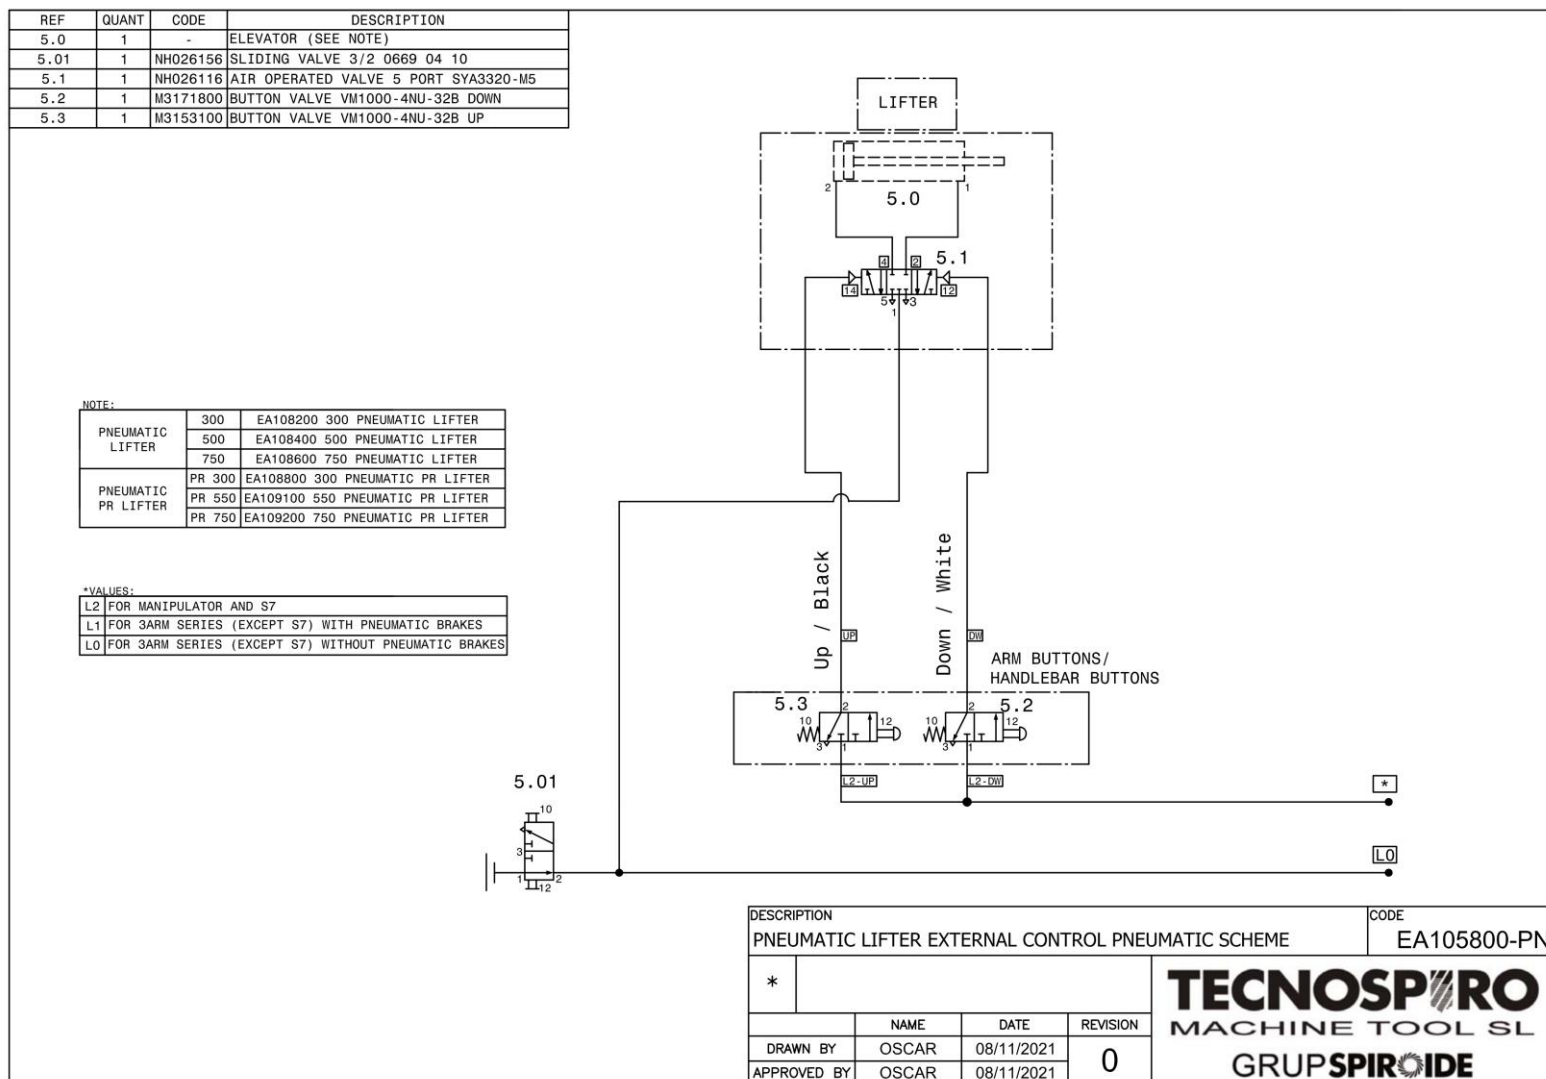 REF QUANT CODE DESCRIPTION
5.0 1 - ELEVATOR (SEE NOTE)
5.01 1 NH026156 SLIDING VALVE 3/2 0669 04 10
5.1 1 NH026116 AIR OPERATED VALVE 5 PORT SYA3320-M5
5.2 1 M3171800 BUTTON VALVE VM1000-4NU-32B DOWN
5.3 1 M3153100 BUTTON VALVE VM1000-4NU-32B UP
LIFTER
2 1
5.0
4 2 5.1
14 12
5 3
1
NOTE:
PNEUMATIC LIFTER
300 EA108200 300 PNEUMATIC LIFTER
500 EA108400 500 PNEUMATIC LIFTER
750 EA108600 750 PNEUMATIC LIFTER
PNEUMATIC PR LIFTER
PR 300 EA108800 300 PNEUMATIC PR LIFTER
PR 550 EA109100 550 PNEUMATIC PR LIFTER
PR 750 EA109200 750 PNEUMATIC PR LIFTER
*VALUES:
L2 FOR MANIPULATOR AND S7
L1 FOR 3ARM SERIES (EXCEPT S7) WITH PNEUMATIC BRAKES
L0 FOR 3ARM SERIES (EXCEPT S7) WITHOUT PNEUMATIC BRAKES
Up / Black
Down / White
UP DW
ARM BUTTONS/
HANDLEBAR BUTTONS
5.3 2 2 5.2
10 12 10 12
3 1 3 1
L2-UP L2-DW
5.01
*
10
3
1 2
12
L0
DESCRIPTION
PNEUMATIC LIFTER EXTERNAL CONTROL PNEUMATIC SCHEME
CODE
EA105800-PN
*
TECNOSPIRO
MACHINE TOOL SL
GRUPSPIROIDE
NAME DATE REVISION
DRAWN BY OSCAR 08/11/2021 0
APPROVED BY OSCAR 08/11/2021